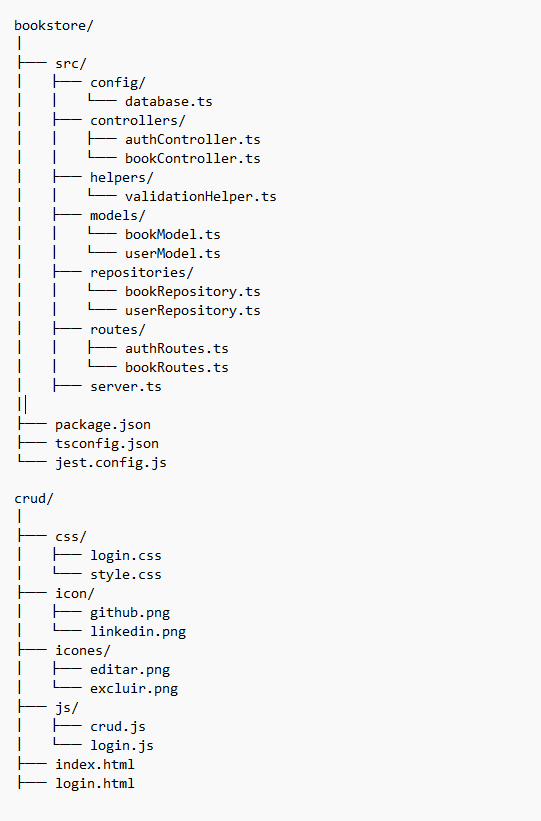 bookstore/
│
├── src/
│   ├── config/
│   │   └── database.ts
│   ├── controllers/
│   │   ├── authController.ts
│   │   └── bookController.ts
│   ├── helpers/
│   │   └── validationHelper.ts
│   ├── models/
│   │   └── bookModel.ts
│   │   └── userModel.ts
│   ├── repositories/
│   │   └── bookRepository.ts
│   │   └── userRepository.ts
│   ├── routes/
│   │   ├── authRoutes.ts
│   │   └── bookRoutes.ts
│   ├── server.ts
│
├── package.json
├── tsconfig.json
└── jest.config.js

crud/
│
├── css/
│   ├── login.css
│   └── style.css
├── icon/
│   ├── github.png
│   └── linkedin.png
├── icones/
│   ├── editar.png
│   └── excluir.png
├── js/
│   ├── crud.js
│   └── login.js
├── index.html
├── login.html